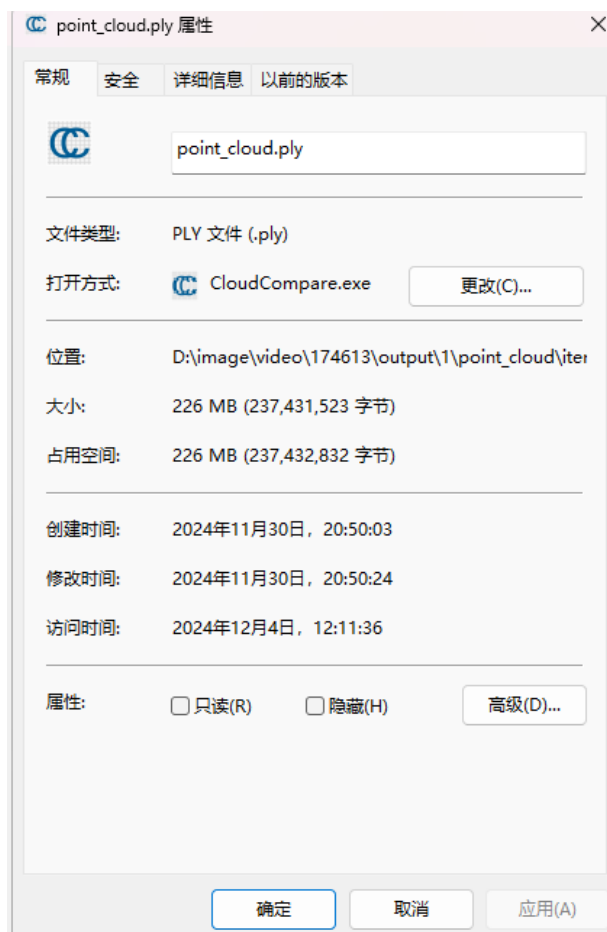 point_cloud.ply 属性
常规 安全 详细信息 以前的版本
point_cloud.ply
文件类型: PLY 文件 (.ply)
打开方式: CloudCompare.exe 更改(C)...
位置: D:\image\video\174613\output\1\point_cloud\iter
大小: 226 MB (237,431,523 字节)
占用空间: 226 MB (237,432,832 字节)
创建时间: 2024年11月30日，20:50:03
修改时间: 2024年11月30日，20:50:24
访问时间: 2024年12月4日，12:11:36
属性: 只读(R) 隐藏(H) 高级(D)...
确定 取消 应用(A)